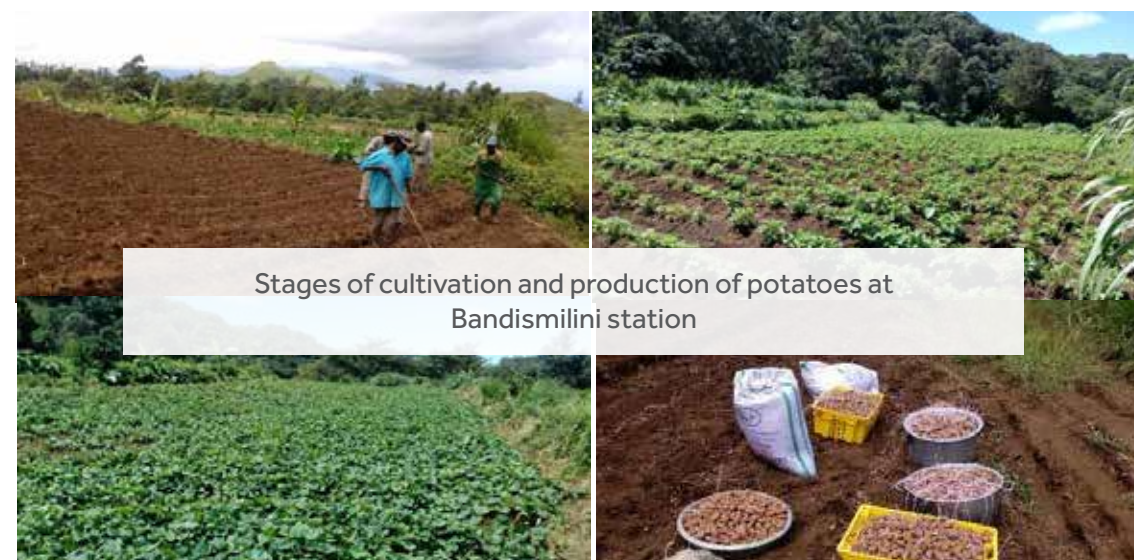 Stages of cultivation and production of potatoes at
Bandismilini station